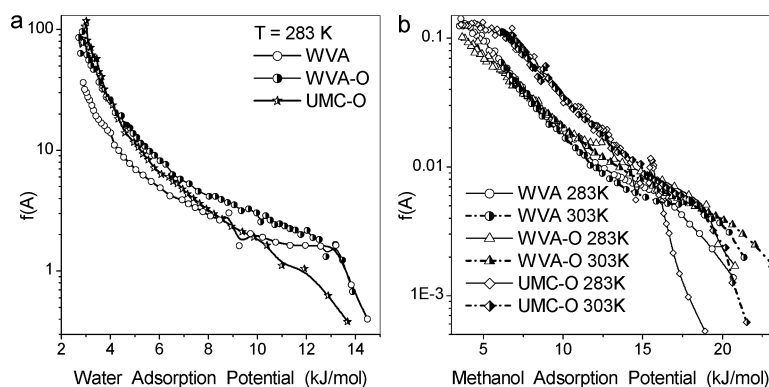 a
T = 283 K
WVA
WVA-O
UMC-O
f(A)
100
10
1
2 4 6 8 10 12 14 16
Water Adsorption Potential (kJ/mol)
b
f(A)
0.1
0.01
1E-3
WVA 283K
WVA 303K
WVA-O 283K
WVA-O 303K
UMC-O 283K
UMC-O 303K
5 10 15 20
Methanol Adsorption Potential (kJ/mol)